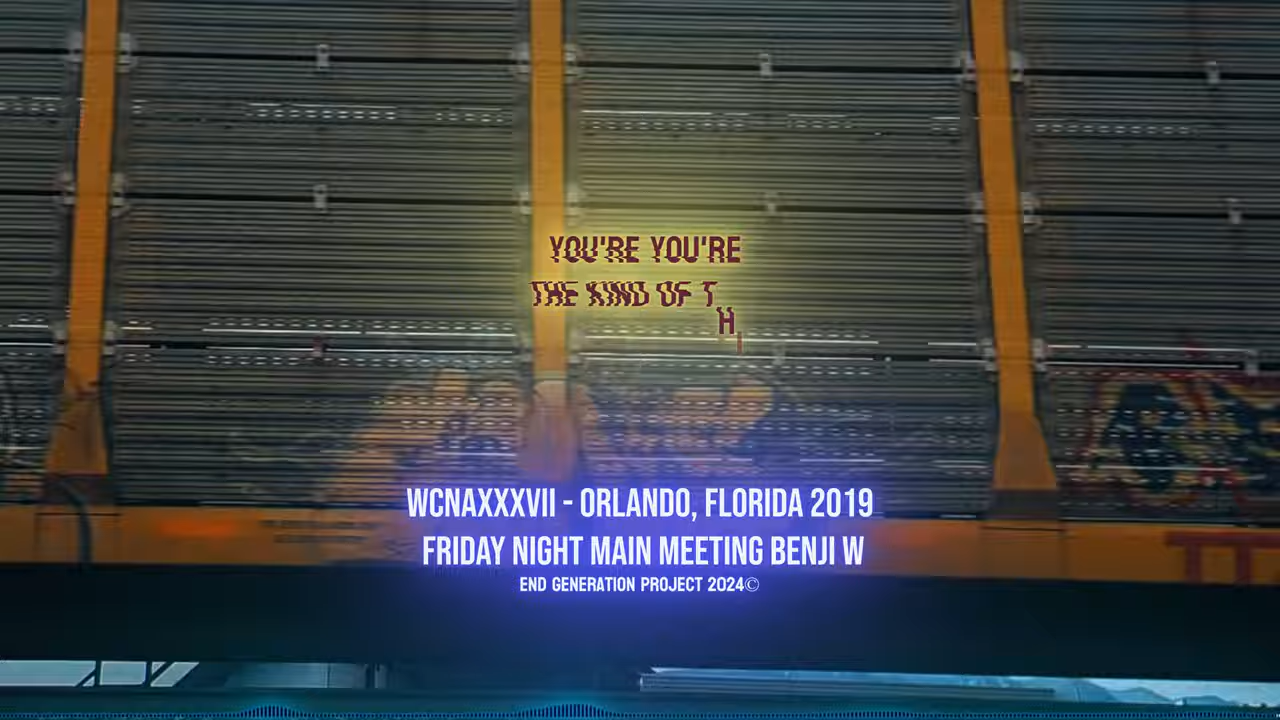 YOU'RE YOU'RE
THE KIND OF THI
WCNAXXXVII - ORLANDO, FLORIDA 2019
FRIDAY NIGHT MAIN MEETING BENJI W
END GENERATION PROJECT 2024©